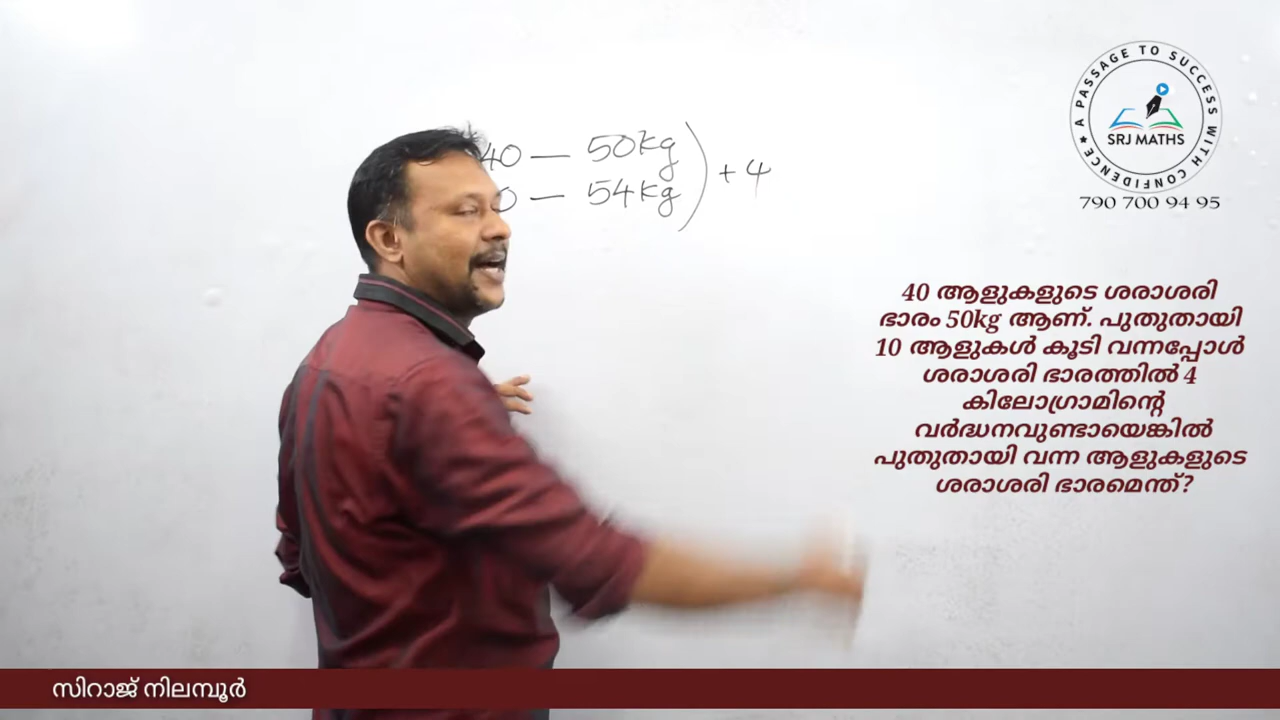 40 — 50kg
0 — 54kg
+ 4
A PASSAGE TO SUCCESS WITH CONFIDENCE
SRJ MATHS
790 700 94 95
40 ആളുകളുടെ ശരാശരി
ഭാരം 50kg ആണ്. പുതുതായി
10 ആളുകൾ കൂടി വന്നപ്പോൾ
ശരാശരി ഭാരത്തിൽ 4
കിലോഗ്രാമിന്റെ
വർദ്ധനവുണ്ടായെങ്കിൽ
പുതുതായി വന്ന ആളുകളുടെ
ശരാശരി ഭാരമെന്ത്?
സിറാജ് നിലമ്പൂർ